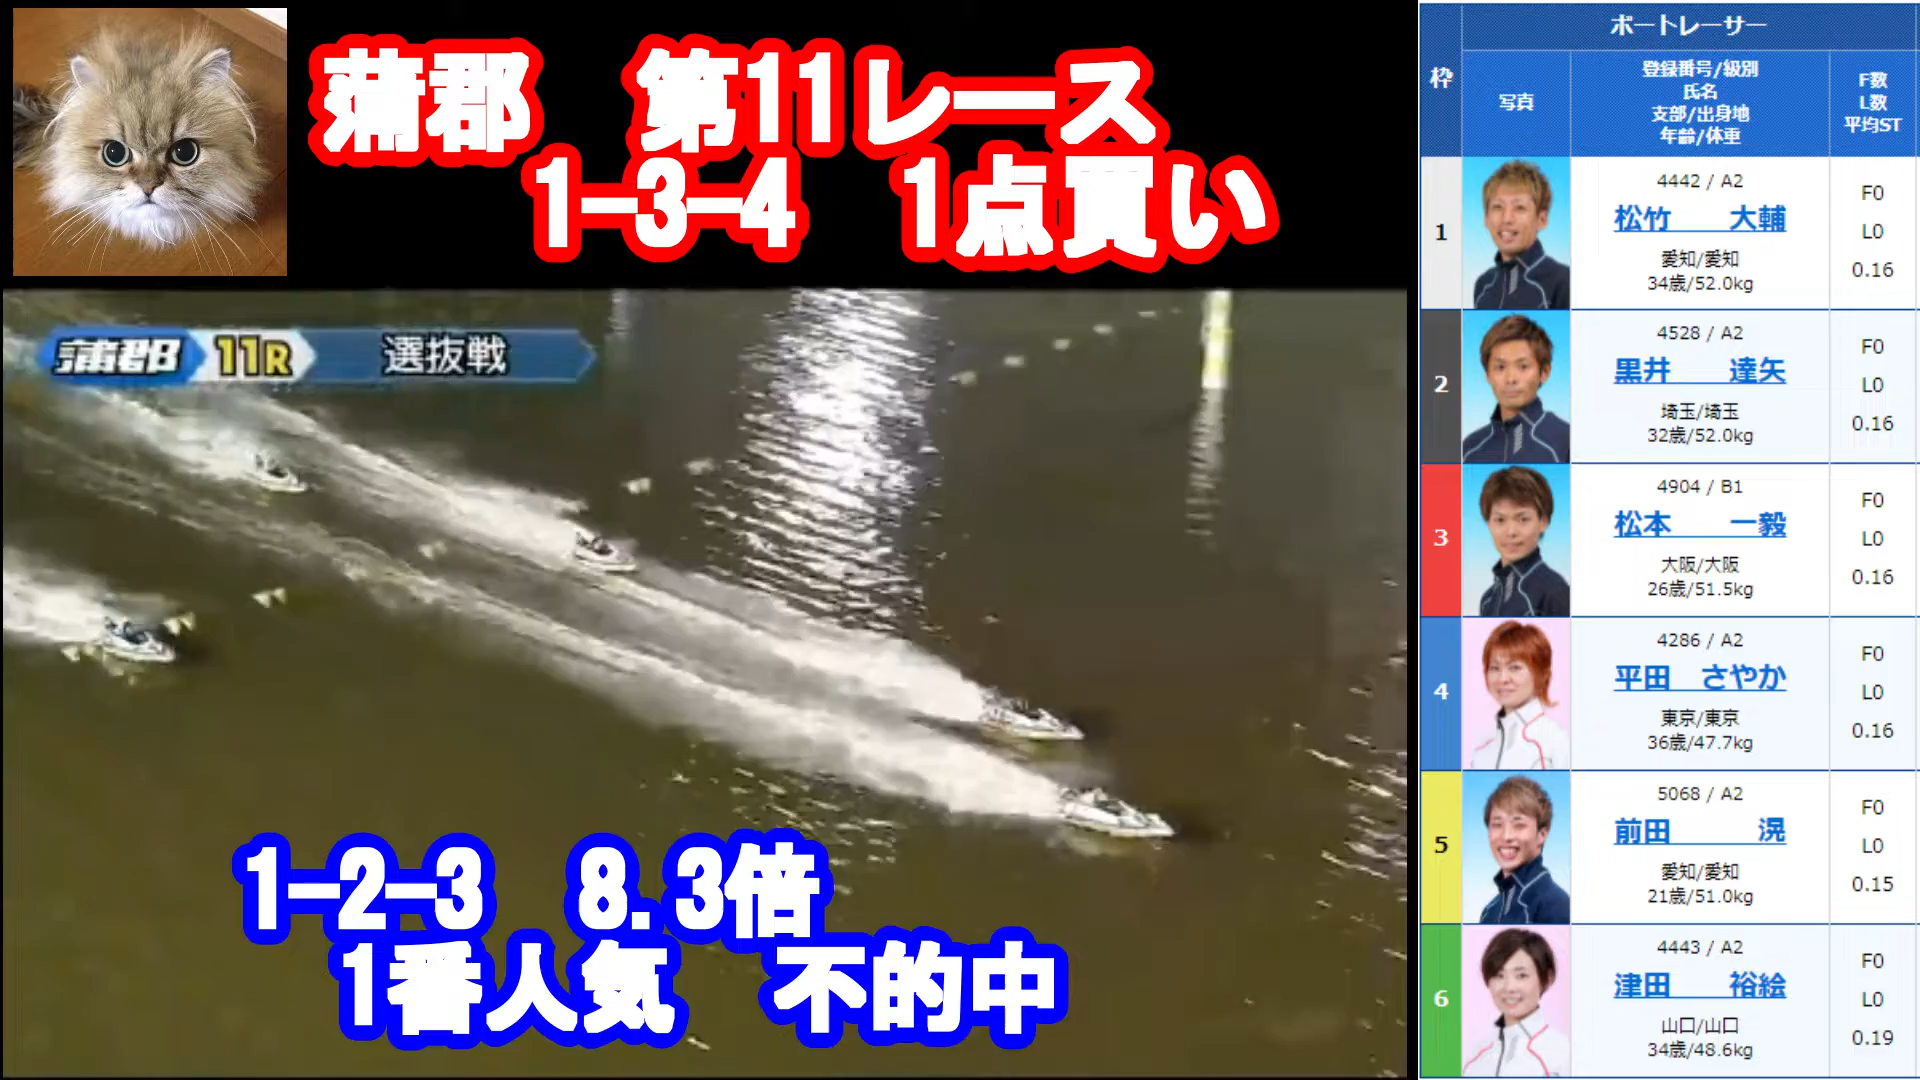 蒲郡 第11レース
1-3-4 1点買い
蒲郡 11R 選抜戦
1-2-3 8.3倍
1番人気 不的中
ボートレーサー
枠
写真
登録番号/級別
氏名
支部/出身地
年齢/体重
F数
L数
平均ST
1
4442 / A2
松竹 大輔
愛知/愛知
34歳/52.0kg
F0
L0
0.16
2
4528 / A2
黒井 達矢
埼玉/埼玉
32歳/52.0kg
F0
L0
0.16
3
4904 / B1
松本 一毅
大阪/大阪
26歳/51.5kg
F0
L0
0.16
4
4286 / A2
平田 さやか
東京/東京
36歳/47.7kg
F0
L0
0.16
5
5068 / A2
前田 滉
愛知/愛知
21歳/51.0kg
F0
L0
0.15
6
4443 / A2
津田 裕絵
山口/山口
34歳/48.6kg
F0
L0
0.19